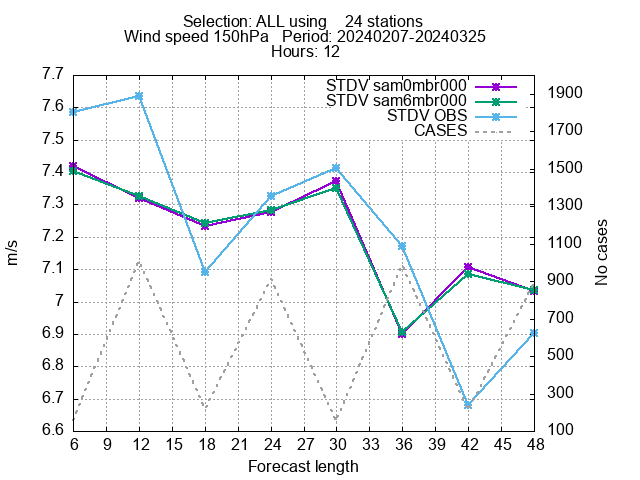 Selection: ALL using    24 stations
Wind speed 150hPa   Period: 20240207-20240325
Hours: 12
STDV sam0mbr000
STDV sam6mbr000
STDV OBS
CASES
7.7
7.6
7.5
7.4
7.3
7.2
7.1
7
6.9
6.8
6.7
6.6
m/s
1900
1700
1500
1300
1100
900
700
500
300
100
No cases
6 9 12 15 18 21 24 27 30 33 36 39 42 45 48
Forecast length